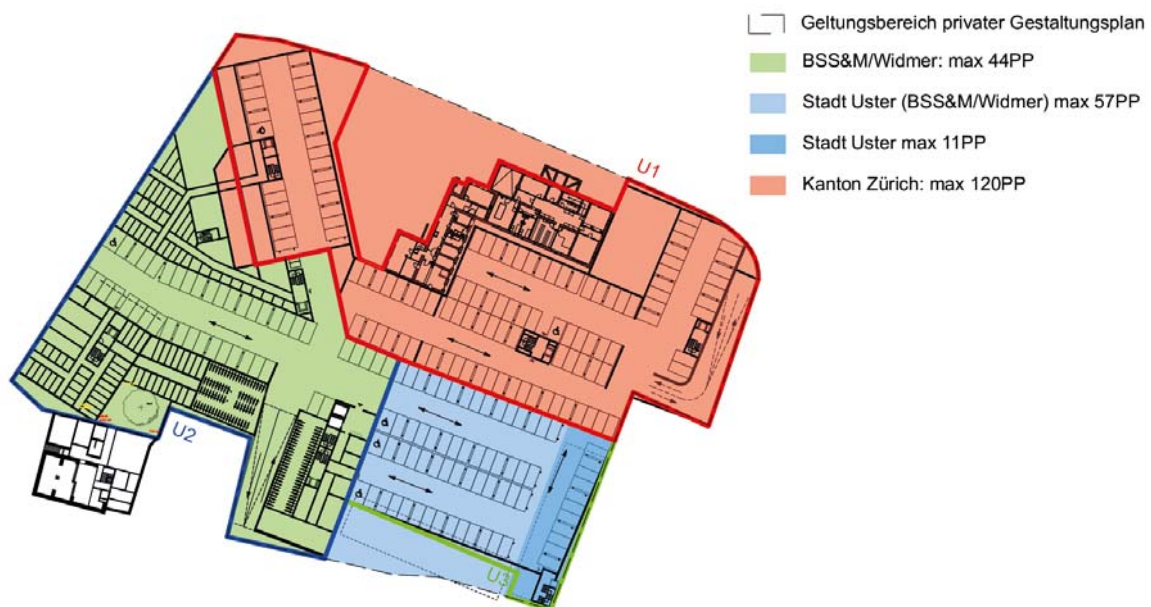 Geltungsbereich privater Gestaltungsplan
BSS&M/Widmer: max 44PP
Stadt Uster (BSS&M/Widmer) max 57PP
Stadt Uster max 11PP
Kanton Zürich: max 120PP
U1
U2
U3